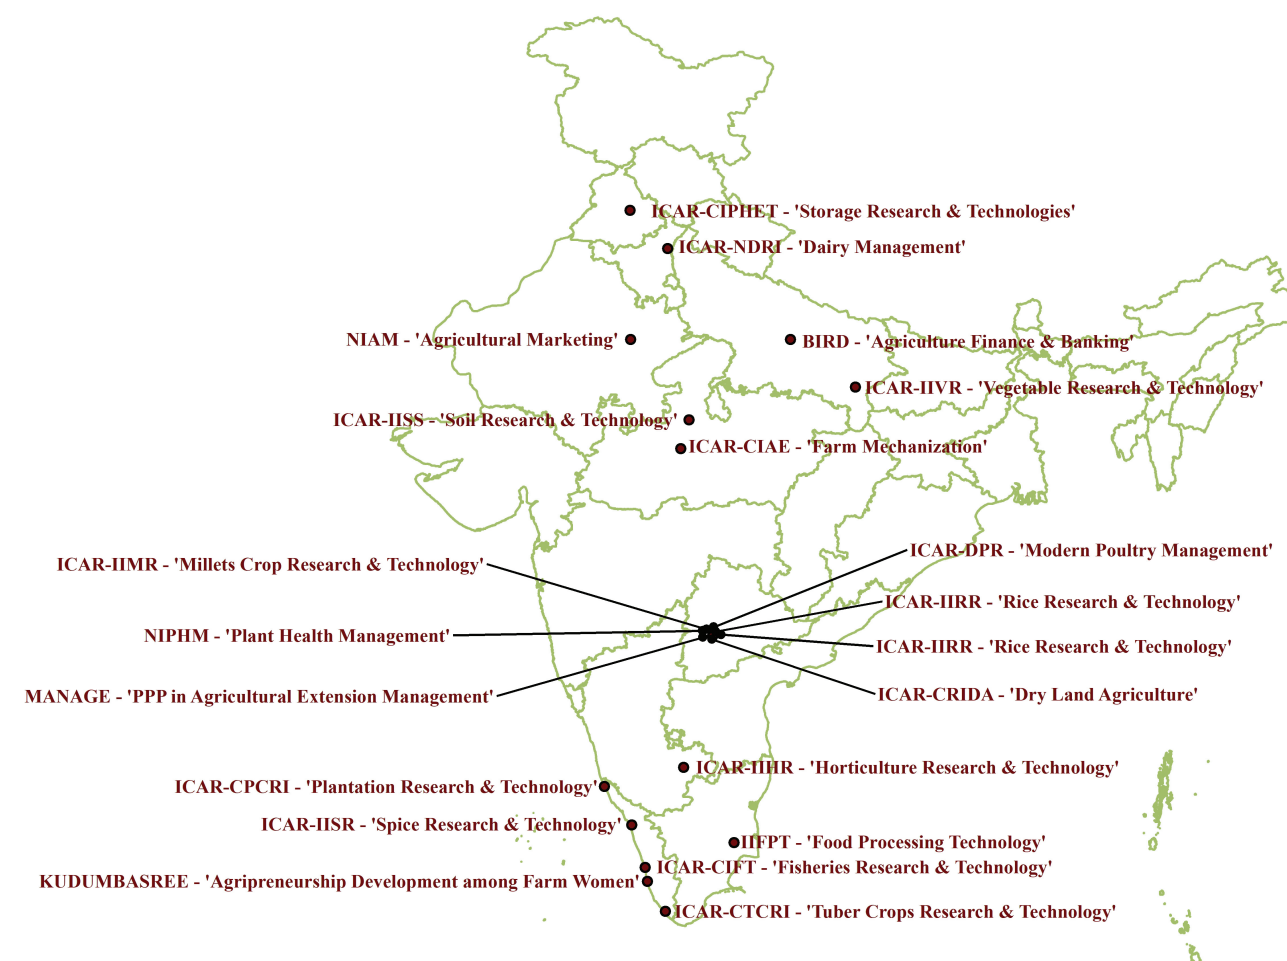 ICAR-CIPHET - 'Storage Research & Technologies'
ICAR-NDRI - 'Dairy Management'
NIAM - 'Agricultural Marketing'
BIRD - 'Agriculture Finance & Banking'
ICAR-IIVR - 'Vegetable Research & Technology'
ICAR-IISS - 'Soil Research & Technology'
ICAR-CIAE - 'Farm Mechanization'
ICAR-DPR - 'Modern Poultry Management'
ICAR-IIMR - 'Millets Crop Research & Technology'
ICAR-IIRR - 'Rice Research & Technology'
NIPHM - 'Plant Health Management'
ICAR-IIRR - 'Rice Research & Technology'
MANAGE - 'PPP in Agricultural Extension Management'
ICAR-CRIDA - 'Dry Land Agriculture'
ICAR-IIHR - 'Horticulture Research & Technology'
ICAR-CPCRI - 'Plantation Research & Technology'
ICAR-IISR - 'Spice Research & Technology'
IIFPT - 'Food Processing Technology'
ICAR-CIFT - 'Fisheries Research & Technology'
KUDUMBASREE - 'Agripreneurship Development among Farm Women'
ICAR-CTCRI - 'Tuber Crops Research & Technology'